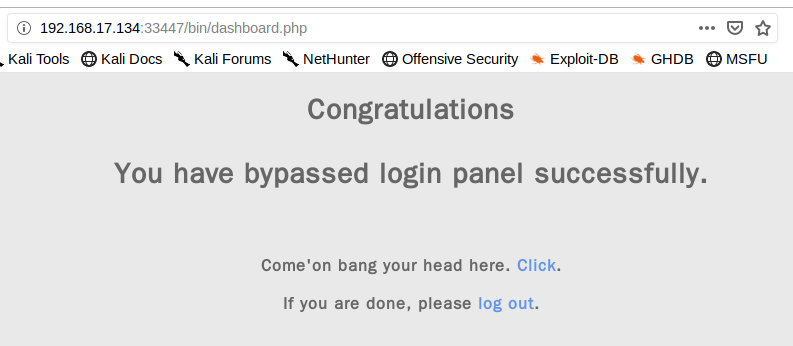 192.168.17.134:33447/bin/dashboard.php
Kali Tools Kali Docs Kali Forums NetHunter Offensive Security Exploit-DB GHDB MSFU
Congratulations
You have bypassed login panel successfully.
Come'on bang your head here. Click.
If you are done, please log out.